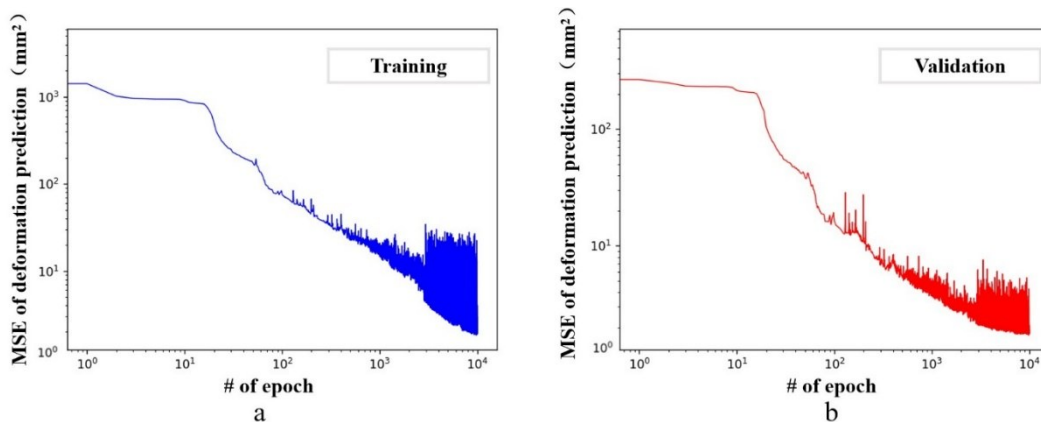 MSE of deformation prediction（mm²）
Training
10³
10²
10¹
10⁰
10⁰
10¹
10²
10³
10⁴
# of epoch
a
MSE of deformation prediction（mm²）
Validation
10²
10¹
10⁰
10⁰
10¹
10²
10³
10⁴
# of epoch
b